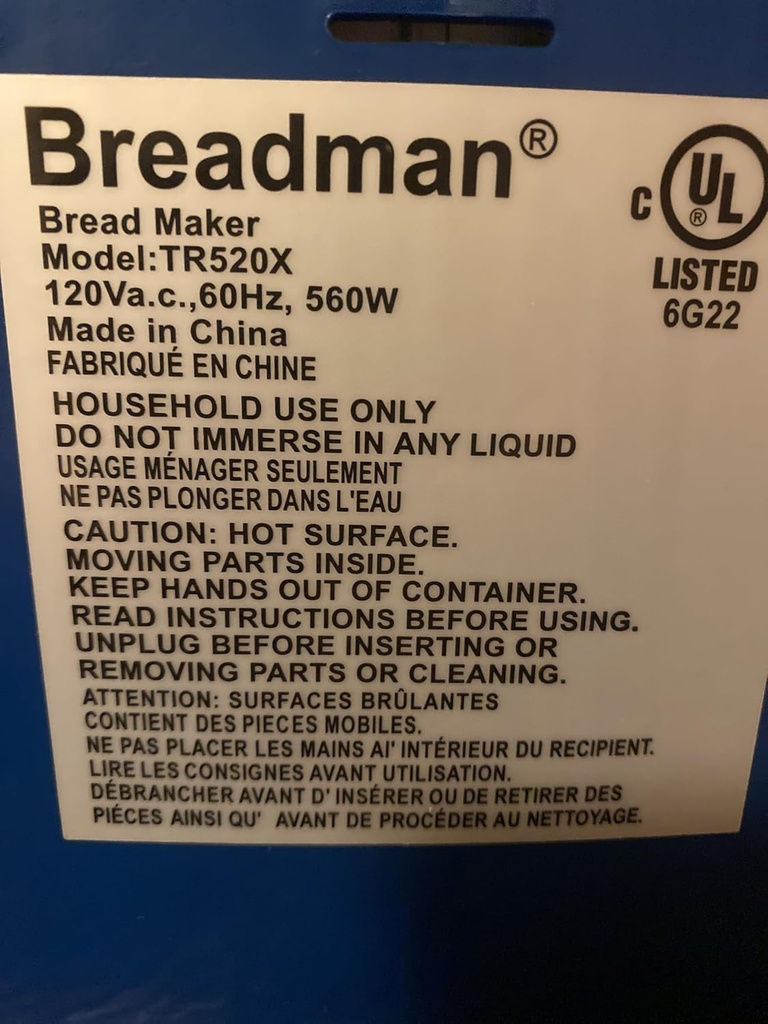 Breadman®
Bread Maker
Model:TR520X
120Va.c.,60Hz, 560W
Made in China
FABRIQUÉ EN CHINE
C UL®
LISTED
6G22
HOUSEHOLD USE ONLY
DO NOT IMMERSE IN ANY LIQUID
USAGE MÉNAGER SEULEMENT
NE PAS PLONGER DANS L'EAU
CAUTION: HOT SURFACE.
MOVING PARTS INSIDE.
KEEP HANDS OUT OF CONTAINER.
READ INSTRUCTIONS BEFORE USING.
UNPLUG BEFORE INSERTING OR
REMOVING PARTS OR CLEANING.
ATTENTION: SURFACES BRÛLANTES
CONTIENT DES PIECES MOBILES.
NE PAS PLACER LES MAINS AI' INTÉRIEUR DU RECIPIENT.
LIRE LES CONSIGNES AVANT UTILISATION.
DÉBRANCHER AVANT D' INSÉRER OU DE RETIRER DES
PIÉCES AINSI QU' AVANT DE PROCÉDER AU NETTOYAGE.